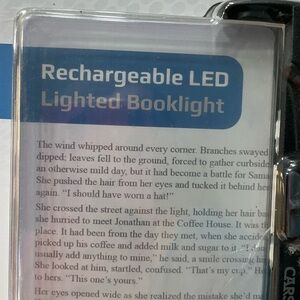 Rechargeable LED
Lighted Booklight
The wind whipped around every corner. Branches swayed
dipped; leaves fell to the ground, forced to gather curbside
an otherwise mild day, but it had become a battle for Sama
She pushed the hair from her eyes and tucked it behind her
again. “I should have worn a hat!”
She crossed the street against the light, holding her hair ba
she hurried to meet Jonathan at the Coffee House. It was
place. It had been from the day they met, when she accide
picked up his coffee and added milk and sugar to it.
usually add anything to mine,” he said, a smile crossing
She looked at him, startled, confused. “That’s my cup.” He
to hers. “This one’s yours.”
Her eyes opened wide as she realized the mistake she’d
CAR